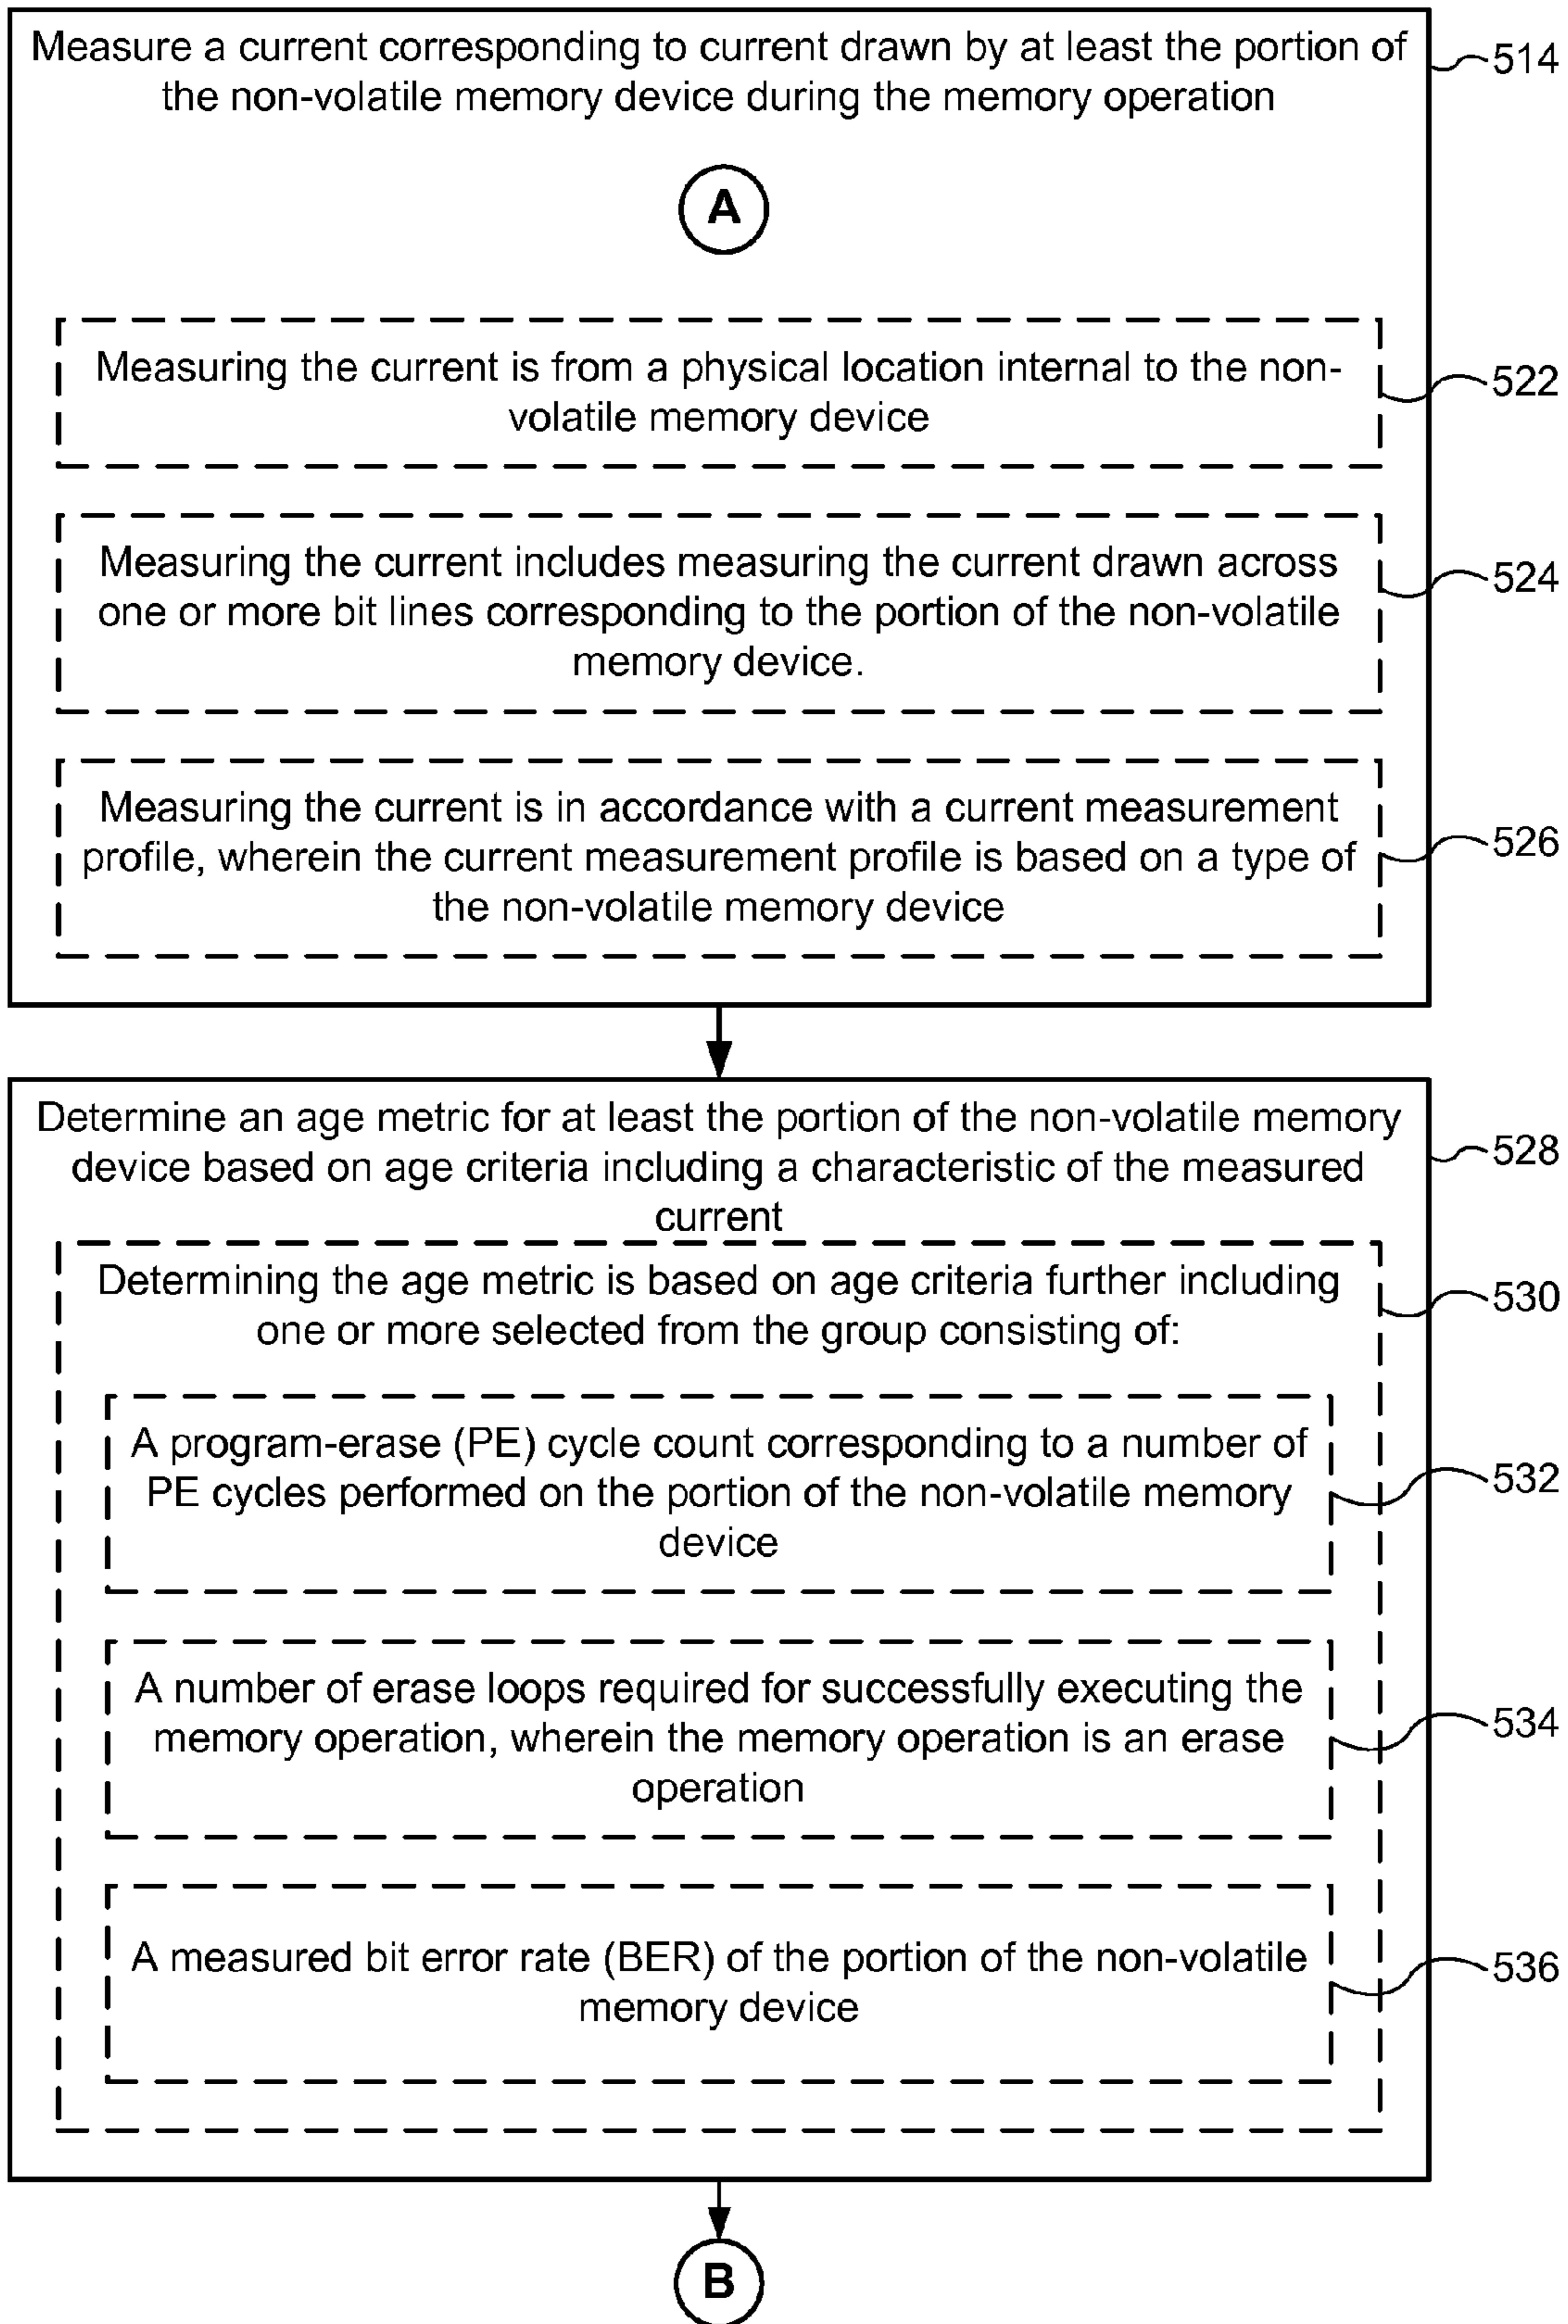 Measure a current corresponding to current drawn by at least the portion of
the non-volatile memory device during the memory operation
514
A
Measuring the current is from a physical location internal to the non-
volatile memory device
522
Measuring the current includes measuring the current drawn across
one or more bit lines corresponding to the portion of the non-volatile
memory device.
524
Measuring the current is in accordance with a current measurement
profile, wherein the current measurement profile is based on a type of
the non-volatile memory device
526
Determine an age metric for at least the portion of the non-volatile memory
device based on age criteria including a characteristic of the measured
current
528
Determining the age metric is based on age criteria further including
one or more selected from the group consisting of:
530
A program-erase (PE) cycle count corresponding to a number of
PE cycles performed on the portion of the non-volatile memory
device
532
A number of erase loops required for successfully executing the
memory operation, wherein the memory operation is an erase
operation
534
A measured bit error rate (BER) of the portion of the non-volatile
memory device
536
B